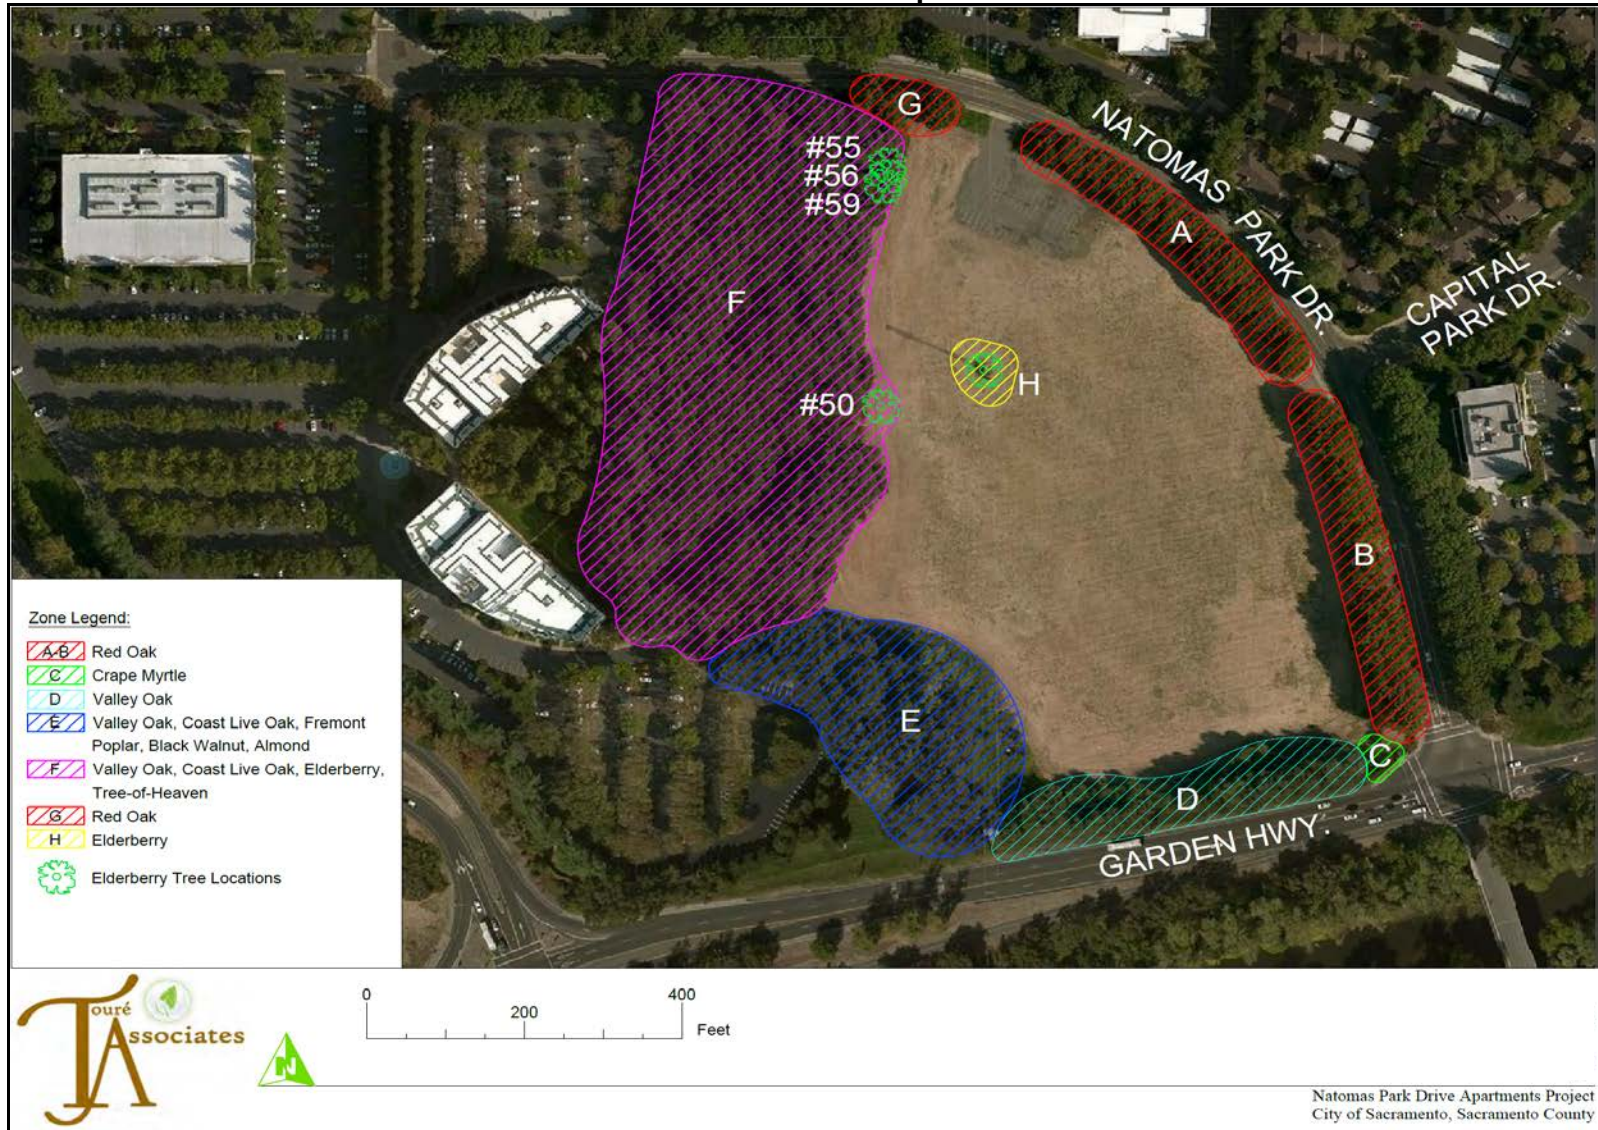 G
#55
#56
#59
NATOMAS PARK DR.
A
CAPITAL
PARK DR.
F
H
#50
B
E
C
D
GARDEN HWY.
Zone Legend:
A-B Red Oak
C Crape Myrtle
D Valley Oak
E Valley Oak, Coast Live Oak, Fremont
Poplar, Black Walnut, Almond
F Valley Oak, Coast Live Oak, Elderberry,
Tree-of-Heaven
G Red Oak
H Elderberry
Elderberry Tree Locations
Touré
Associates
N
0 200 400
Feet
Natomas Park Drive Apartments Project
City of Sacramento, Sacramento County